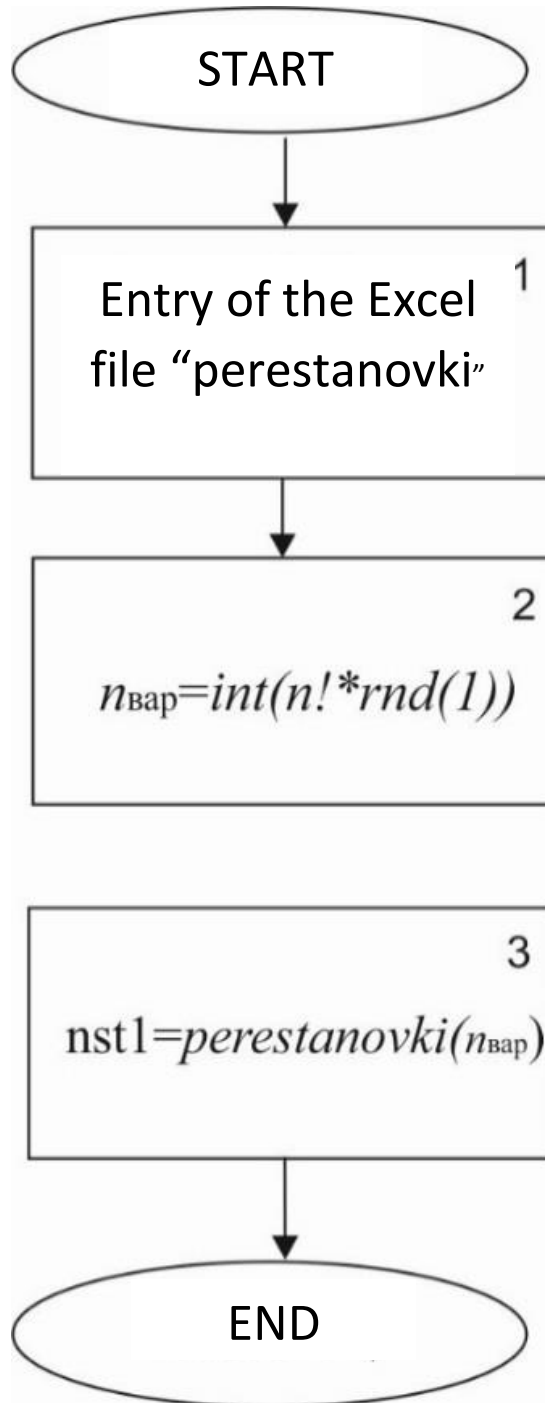 START
1
Entry of the Excel
file “perestanovki”
2
nвар=int(n!*rnd(1))
3
nst1=perestanovki(nвар)
END